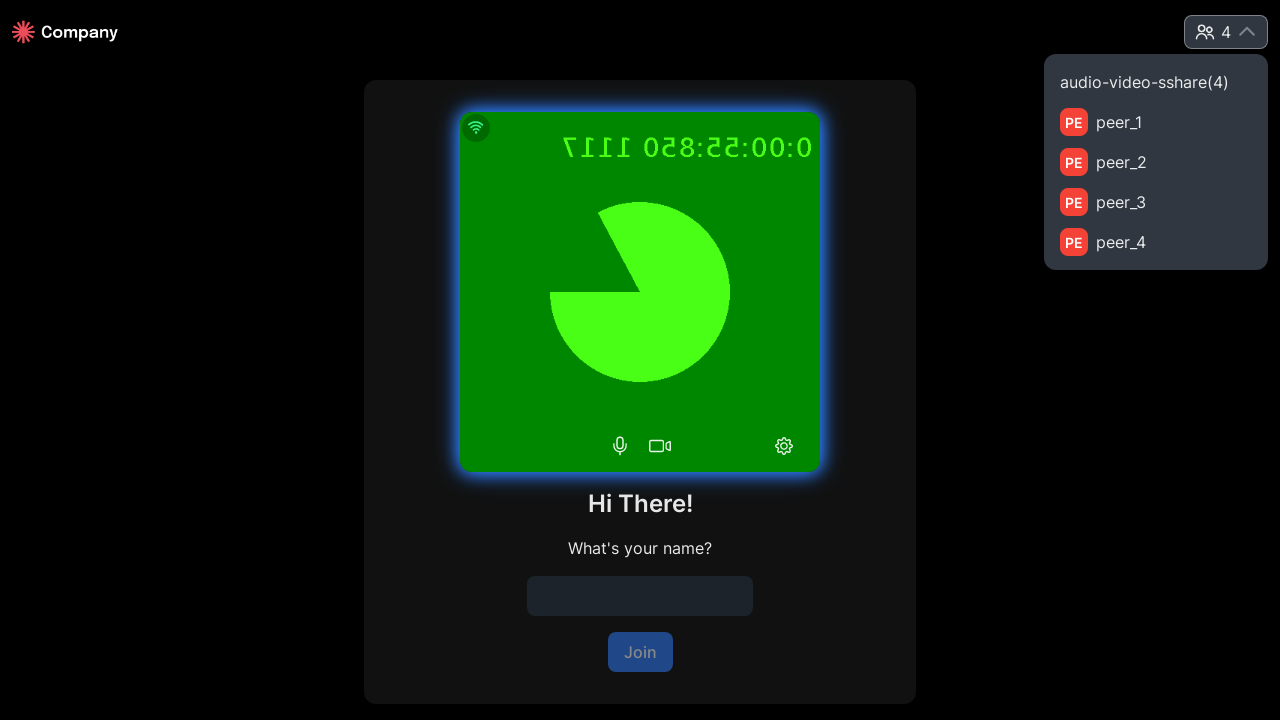 Company
4
audio-video-sshare(4)
PE peer_1
PE peer_2
PE peer_3
PE peer_4
0:00:55:850 1117
Hi There!
What's your name?
Join